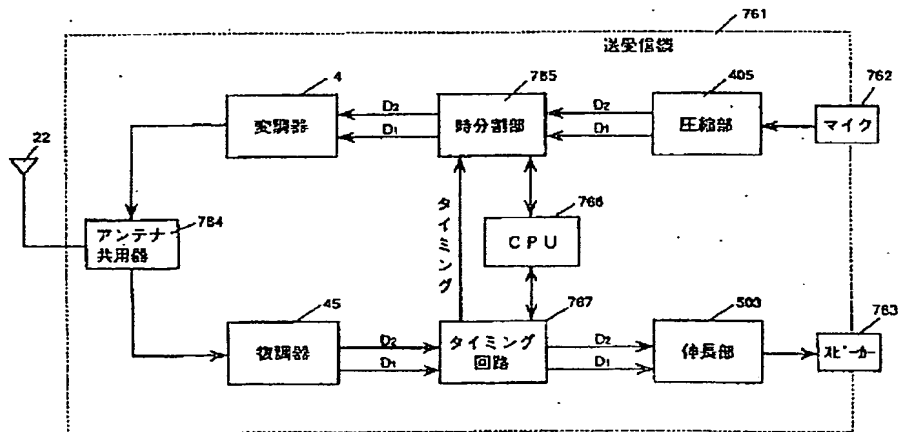 761
送受信機
4
765
405
762
変調器
D2
D1
時分割部
D2
D1
圧縮部
マイク
22
764
アンテナ
共用器
タイミング
766
CPU
45
767
503
763
復調器
D2
D1
タイミング
回路
D2
D1
伸長部
スピーカー